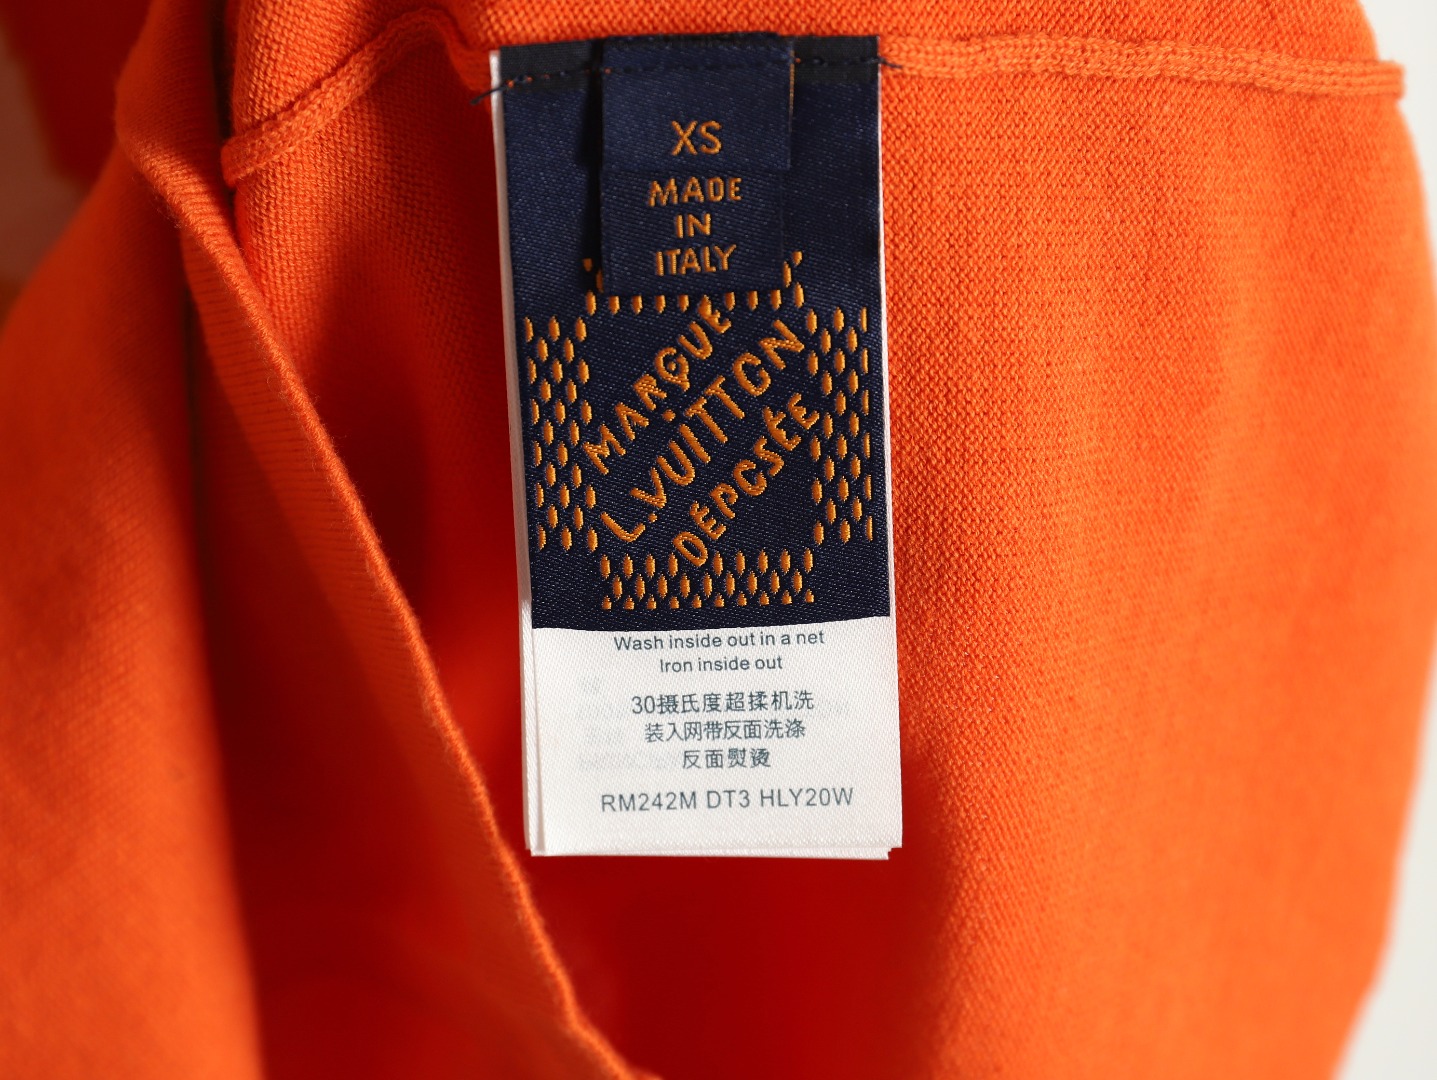 XS
MADE
IN
ITALY
MARQUE
L.VUITTON
DÉPOSÉE
Wash inside out in a net
Iron inside out
30摄氏度超揉机洗
装入网带反面洗涤
反面熨烫
RM242M DT3 HLY20W